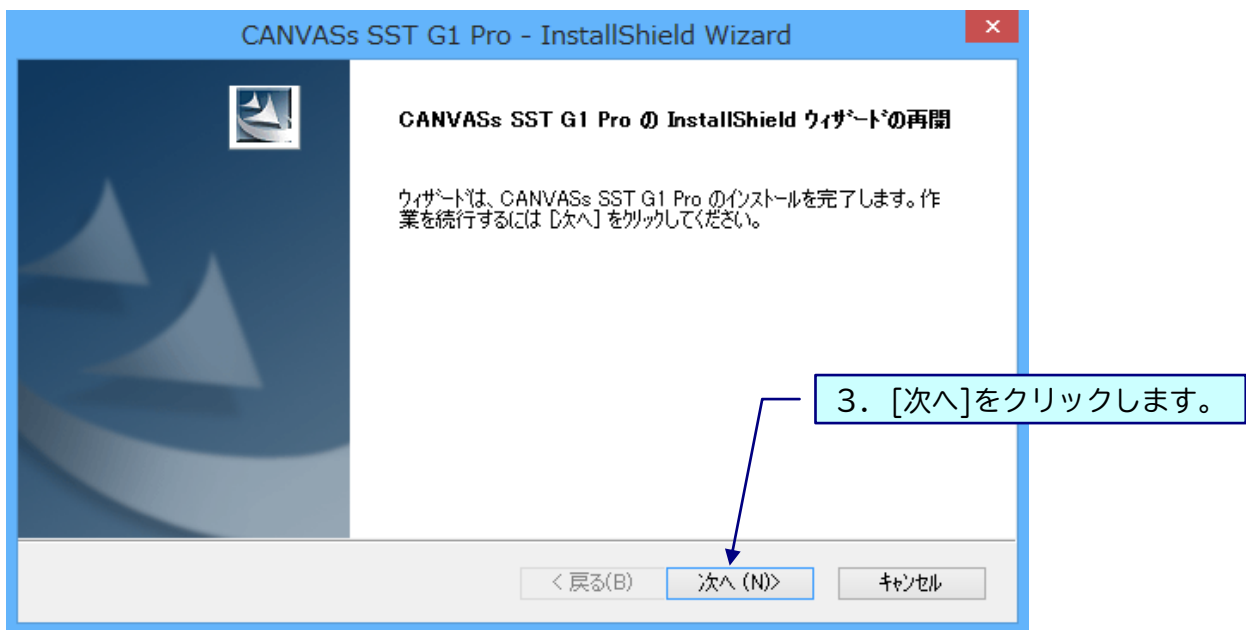 CANVASs SST G1 Pro - InstallShield Wizard
CANVASs SST G1 Pro の InstallShield ウィザードの再開
ウィザードは、CANVASs SST G1 Pro のインストールを完了します。作
業を続行するには [次へ] をクリックしてください。
3. [次へ]をクリックします。
< 戻る(B)
次へ (N)>
キャンセル